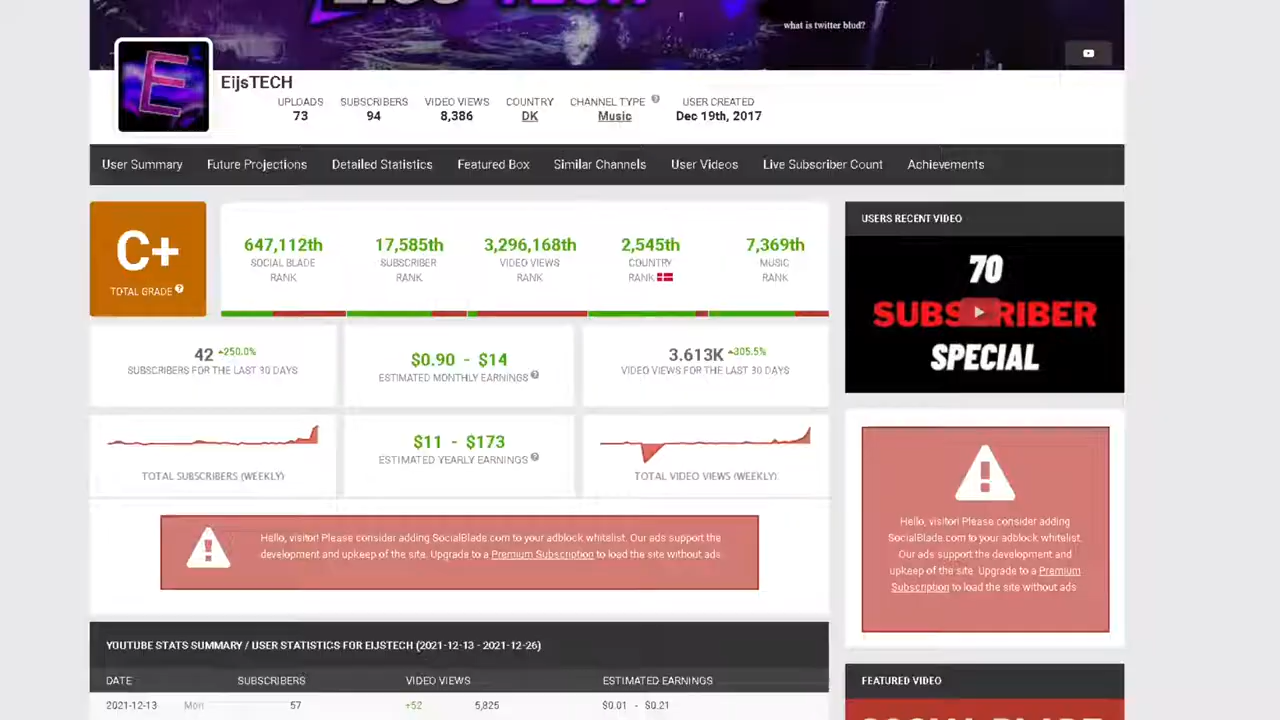 TECH
what is twitter blud?
E
EijsTECH
UPLOADS SUBSCRIBERS VIDEO VIEWS COUNTRY CHANNEL TYPE ? USER CREATED
73 94 8,386 DK Music Dec 19th, 2017
User Summary Future Projections Detailed Statistics Featured Box Similar Channels User Videos Live Subscriber Count Achievements
C+
TOTAL GRADE ?
647,112th 17,585th 3,296,168th 2,545th 7,369th
SOCIAL BLADE SUBSCRIBER VIDEO VIEWS COUNTRY MUSIC
RANK RANK RANK RANK RANK
42 250.0%
SUBSCRIBERS FOR THE LAST 30 DAYS
$0.90 - $14
ESTIMATED MONTHLY EARNINGS ?
3.613K 305.5%
VIDEO VIEWS FOR THE LAST 30 DAYS
TOTAL SUBSCRIBERS (WEEKLY)
$11 - $173
ESTIMATED YEARLY EARNINGS ?
TOTAL VIDEO VIEWS (WEEKLY)
Hello, visitor! Please consider adding SocialBlade.com to your adblock whitelist. Our ads support the
development and upkeep of the site. Upgrade to a Premium Subscription to load the site without ads
YOUTUBE STATS SUMMARY / USER STATISTICS FOR EIJSTECH (2021-12-13 - 2021-12-26)
DATE SUBSCRIBERS VIDEO VIEWS ESTIMATED EARNINGS
2021-12-13 Mon 57 +52 5,825 $0.01 - $0.21
USERS RECENT VIDEO
70
SUBSCRIBER
SPECIAL
Hello, visitor! Please consider adding
SocialBlade.com to your adblock whitelist.
Our ads support the development and
upkeep of the site. Upgrade to a Premium
Subscription to load the site without ads
FEATURED VIDEO
SOCIAL BLADE